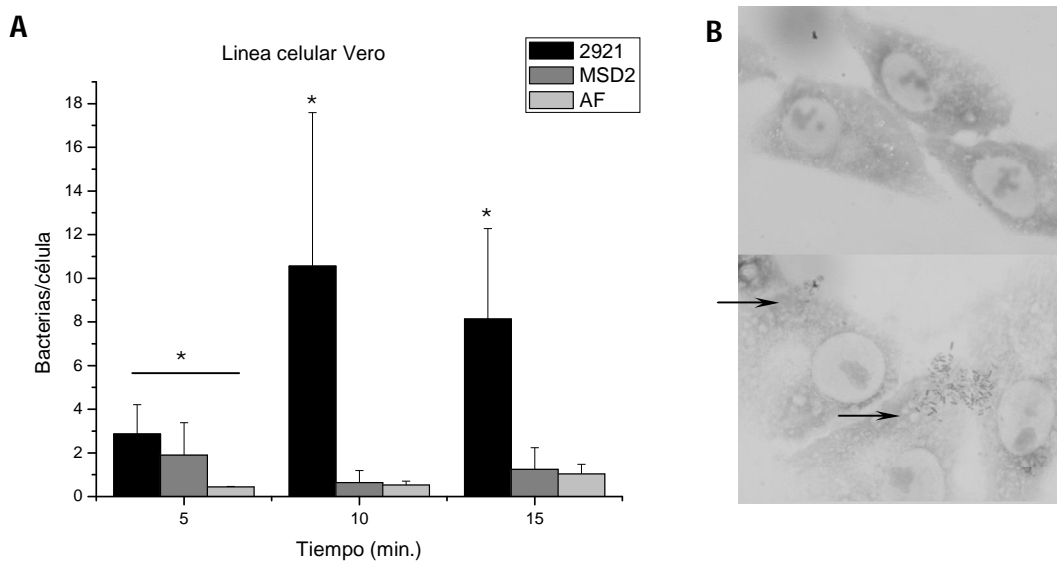 A
Linea celular Vero
2921
MSD2
AF
Bacterias/célula
18
16
14
12
10
8
6
4
2
0
*
*
*
5
10
15
Tiempo (min.)
B